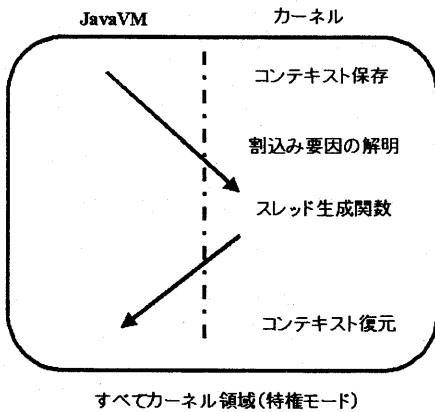 JavaVM
カーネル
コンテキスト保存
割込み要因の解明
スレッド生成関数
コンテキスト復元
すべてカーネル領域(特権モード)